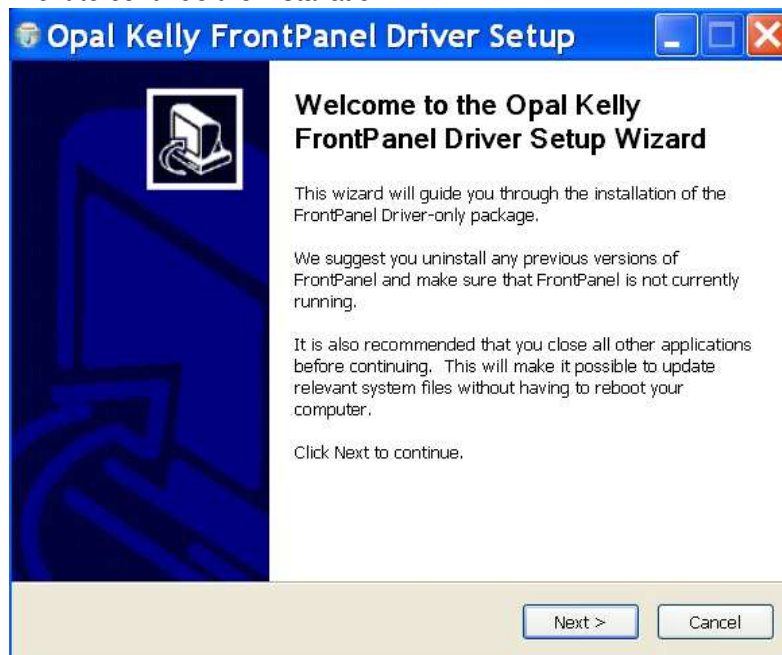 Opal Kelly FrontPanel Driver Setup
Welcome to the Opal Kelly
FrontPanel Driver Setup Wizard
This wizard will guide you through the installation of the
FrontPanel Driver-only package.
We suggest you uninstall any previous versions of
FrontPanel and make sure that FrontPanel is not currently
running.
It is also recommended that you close all other applications
before continuing.  This will make it possible to update
relevant system files without having to reboot your
computer.
Click Next to continue.
Next >
Cancel